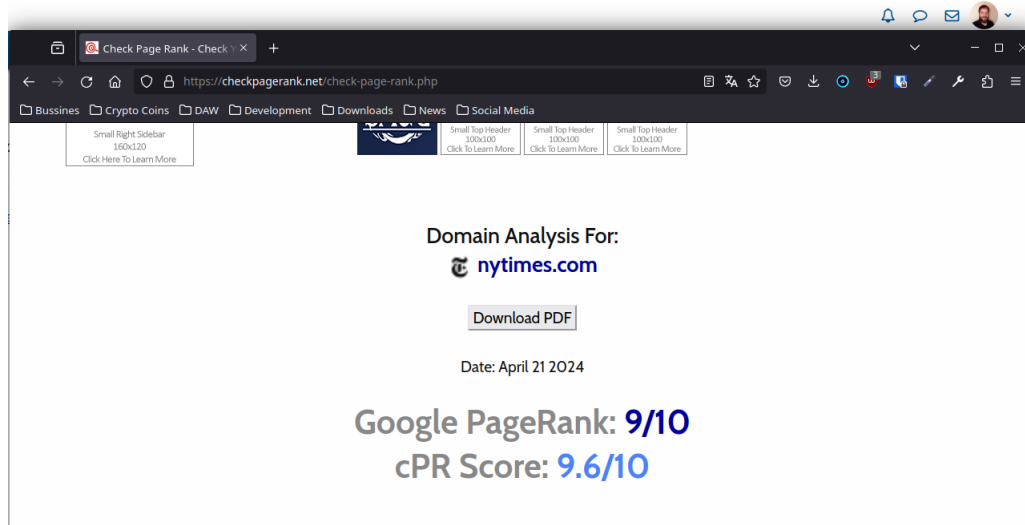 Check Page Rank - Check
https://checkpagerank.net/check-page-rank.php
3
Bussines Crypto Coins DAW Development Downloads News Social Media
Small Right Sidebar
160x120
Click Here To Learn More
Small Top Header
100x100
Click To Learn More
Small Top Header
100x100
Click To Learn More
Small Top Header
100x100
Click To Learn More
Domain Analysis For:
nytimes.com
Download PDF
Date: April 21 2024
Google PageRank: 9/10
cPR Score: 9.6/10